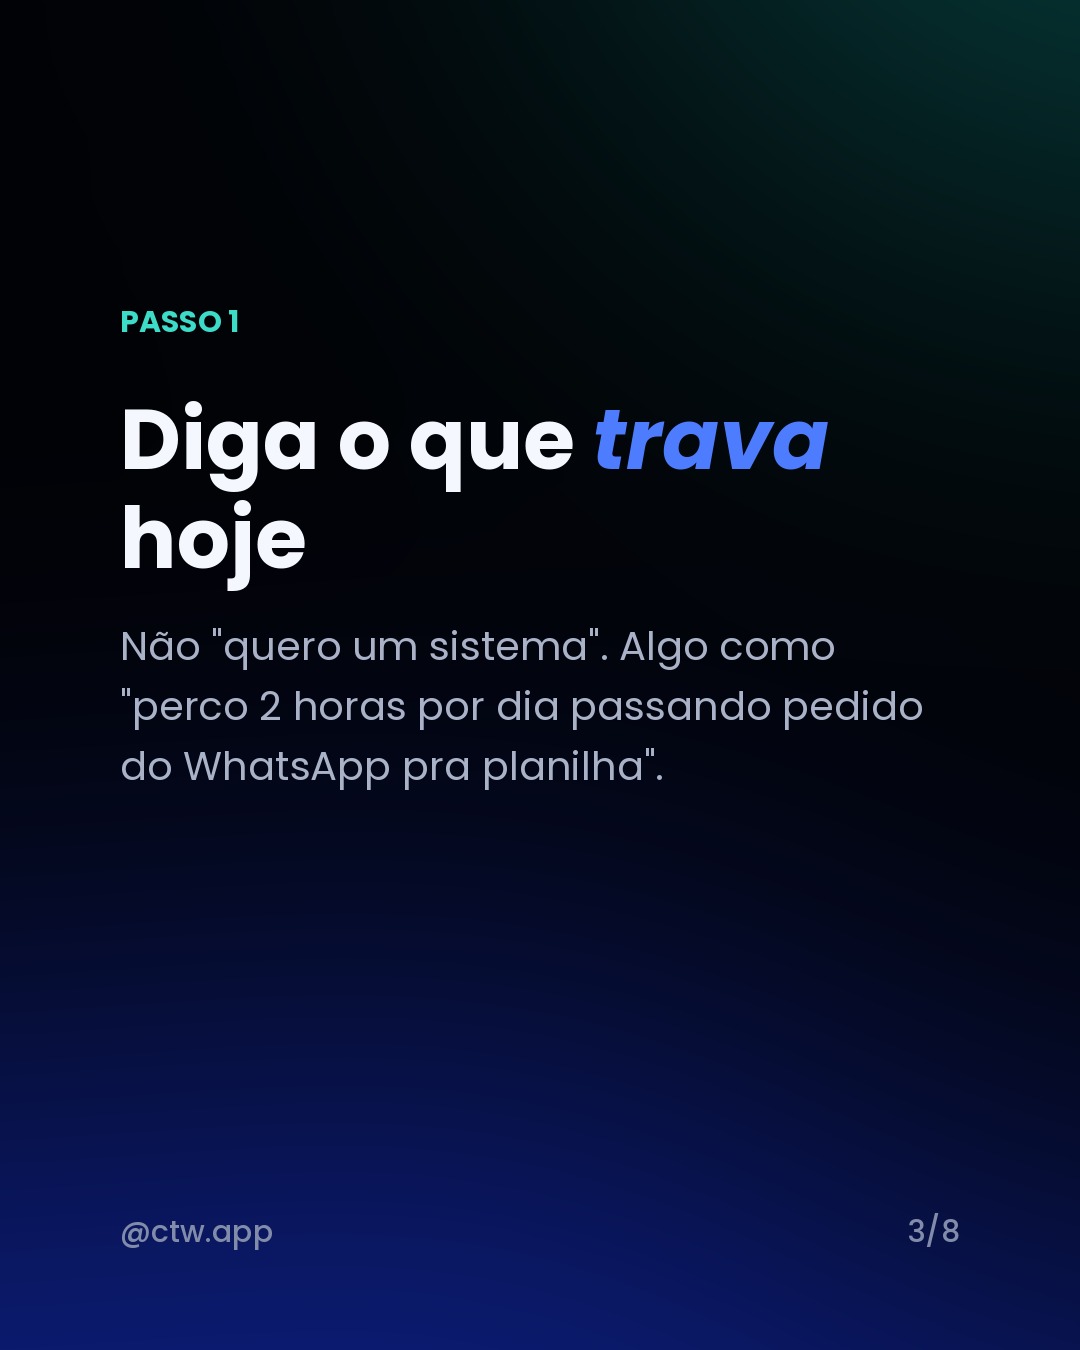 PASSO 1
Diga o que trava
hoje
Não "quero um sistema". Algo como
"perco 2 horas por dia passando pedido
do WhatsApp pra planilha".
@ctw.app
3/8